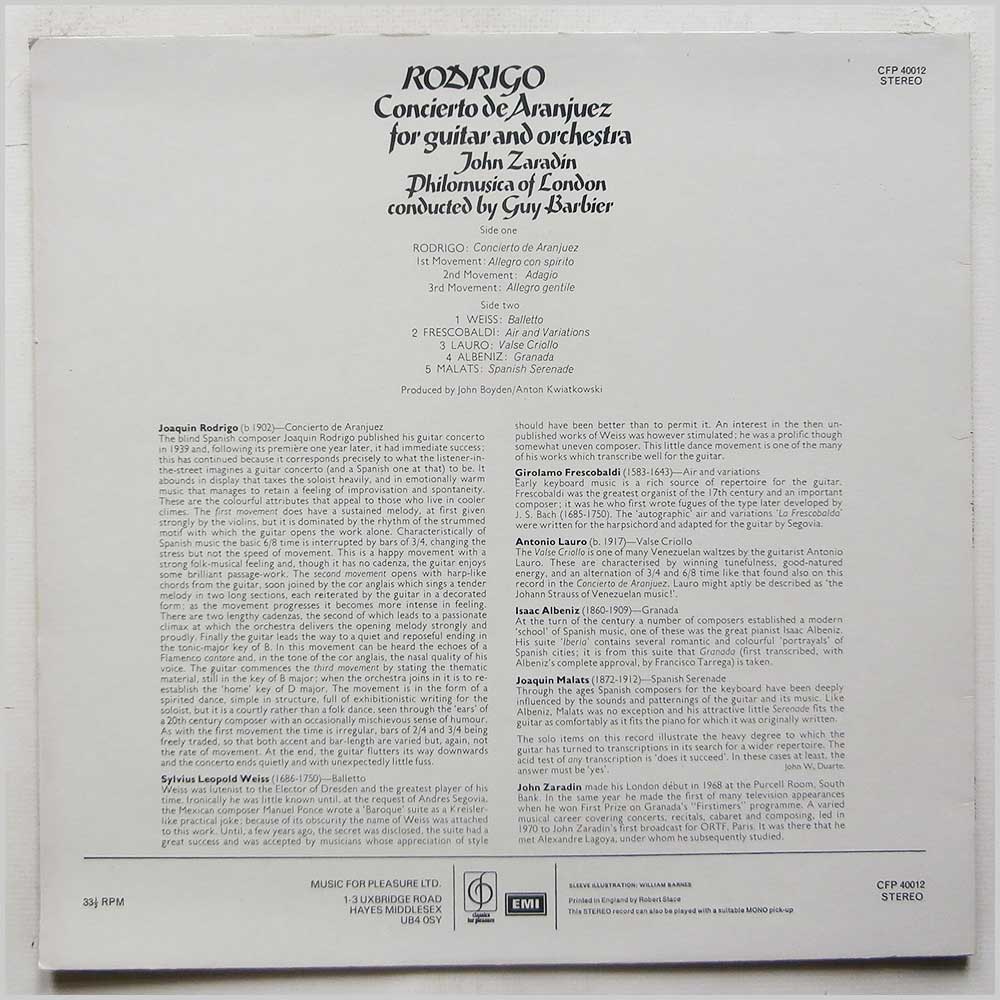 RODRIGO
Concierto de Aranjuez
for guitar and orchestra
John Zaradin
Philomusica of London
conducted by Guy Barbier
CFP 40012
STEREO
Side one
RODRIGO: Concierto de Aranjuez
1st Movement: Allegro con spirito
2nd Movement: Adagio
3rd Movement: Allegro gentile
Side two
1 WEISS: Balletto
2 FRESCOBALDI: Air and Variations
3 LAURO: Valse Criollo
4 ALBENIZ: Granada
5 MALATS: Spanish Serenade
Produced by John Boyden/Anton Kwiatkowski
Joaquin Rodrigo (b 1902)—Concierto de Aranjuez
The blind Spanish composer Joaquin Rodrigo published his guitar concerto
in 1939 and, following its première one year later, it had immediate success;
this has continued because it corresponds precisely to what the listener-in-
the-street imagines a guitar concerto (and a Spanish one at that) to be. It
abounds in display that taxes the soloist heavily, and in emotionally warm
music that manages to retain a feeling of improvisation and spontaneity.
These are the colourful attributes that appeal to those who live in cooler
climes. The first movement does have a sustained melody, at first given
strongly by the violins, but it is dominated by the rhythm of the strummed
motif with which the guitar opens the work alone. Characteristically of
Spanish music the basic 6/8 time is interrupted by bars of 3/4, changing the
stress but not the speed of movement. This is a happy movement with a
strong folk-musical feeling and, though it has no cadenza, the guitar enjoys
some brilliant passage-work. The second movement opens with harp-like
chords from the guitar, soon joined by the cor anglais which sings a tender
melody in two long sections, each reiterated by the guitar in a decorated
form; as the movement progresses it becomes more intense in feeling.
There are two lengthy cadenzas, the second of which leads to a passionate
climax at which the orchestra delivers the opening melody strongly and
proudly. Finally the guitar leads the way to a quiet and reposeful ending in
the tonic-major key of B. In this movement can be heard the echoes of a
Flamenco cantore and, in the tone of the cor anglais, the nasal quality of his
voice. The guitar commences the third movement by stating the thematic
material, still in the key of B major; when the orchestra joins in it is to re-
establish the 'home' key of D major. The movement is in the form of a
spirited dance, simple in structure, full of exhibitionistic writing for the
soloist, but it is a courtly rather than a folk dance, seen through the 'ears' of
a 20th century composer with an occasionally mischievous sense of humour.
As with the first movement the time is irregular, bars of 2/4 and 3/4 being
freely traded, so that both accent and bar-length are varied but, again, not
the rate of movement. At the end, the guitar flutters its way downwards
and the concerto ends quietly and with unexpectedly little fuss.
Sylvius Leopold Weiss (1686-1750)—Balletto
Weiss was lutenist to the Elector of Dresden and the greatest player of his
time. Ironically he was little known until, at the request of Andres Segovia,
the Mexican composer Manuel Ponce wrote a 'Baroque' suite as a Kreisler-
like practical joke; because of its obscurity the name of Weiss was attached
to this work. Until, a few years ago, the secret was disclosed, the suite had a
great success and was accepted by musicians whose appreciation of style
should have been better than to permit it. An interest in the then un-
published works of Weiss was however stimulated; he was a prolific though
somewhat uneven composer. This little dance movement is one of the many
of his works which transcribe well for the guitar.
Girolamo Frescobaldi (1583-1643)—Air and variations
Early keyboard music is a rich source of repertoire for the guitar.
Frescobaldi was the greatest organist of the 17th century and an important
composer; it was he who first wrote fugues of the type later developed by
J. S. Bach (1685-1750). The 'autographic' air and variations 'La Frescobalda'
were written for the harpsichord and adapted for the guitar by Segovia.
Antonio Lauro (b. 1917)—Valse Criollo
The Valse Criollo is one of many Venezuelan waltzes by the guitarist Antonio
Lauro. These are characterised by winning tunefulness, good-natured
energy, and an alternation of 3/4 and 6/8 time like that found also on this
record in the Concierto de Aranjuez. Lauro might aptly be described as 'the
Johann Strauss of Venezuelan music!'.
Isaac Albeniz (1860-1909)—Granada
At the turn of the century a number of composers established a modern
'school' of Spanish music, one of these was the great pianist Isaac Albeniz.
His suite 'Iberia' contains several romantic and colourful 'portrayals' of
Spanish cities; it is from this suite that Granada (first transcribed, with
Albeniz's complete approval, by Francisco Tarrega) is taken.
Joaquin Malats (1872-1912)—Spanish Serenade
Through the ages Spanish composers for the keyboard have been deeply
influenced by the sounds and patternings of the guitar and its music. Like
Albeniz, Malats was no exception and his attractive little Serenade fits the
guitar as comfortably as it fits the piano for which it was originally written.
The solo items on this record illustrate the heavy degree to which the
guitar has turned to transcriptions in its search for a wider repertoire. The
acid test of any transcription is 'does it succeed'. In these cases at least, the
answer must be 'yes'.
John W. Duarte.
John Zaradin made his London début in 1968 at the Purcell Room, South
Bank. In the same year he made the first of many television appearances
when he won First Prize on Granada's "Firstimers" programme. A varied
musical career covering concerts, recitals, cabaret and composing, led in
1970 to John Zaradin's first broadcast for ORTF, Paris. It was there that he
met Alexandre Lagoya, under whom he subsequently studied.
33⅓ RPM
MUSIC FOR PLEASURE LTD.
1-3 UXBRIDGE ROAD
HAYES MIDDLESEX
UB4 0SY
classics
for pleasure
EMI
SLEEVE ILLUSTRATION: WILLIAM BARNES
Printed in England by Robert Stace
This STEREO record can also be played with a suitable MONO pick-up
CFP 40012
STEREO